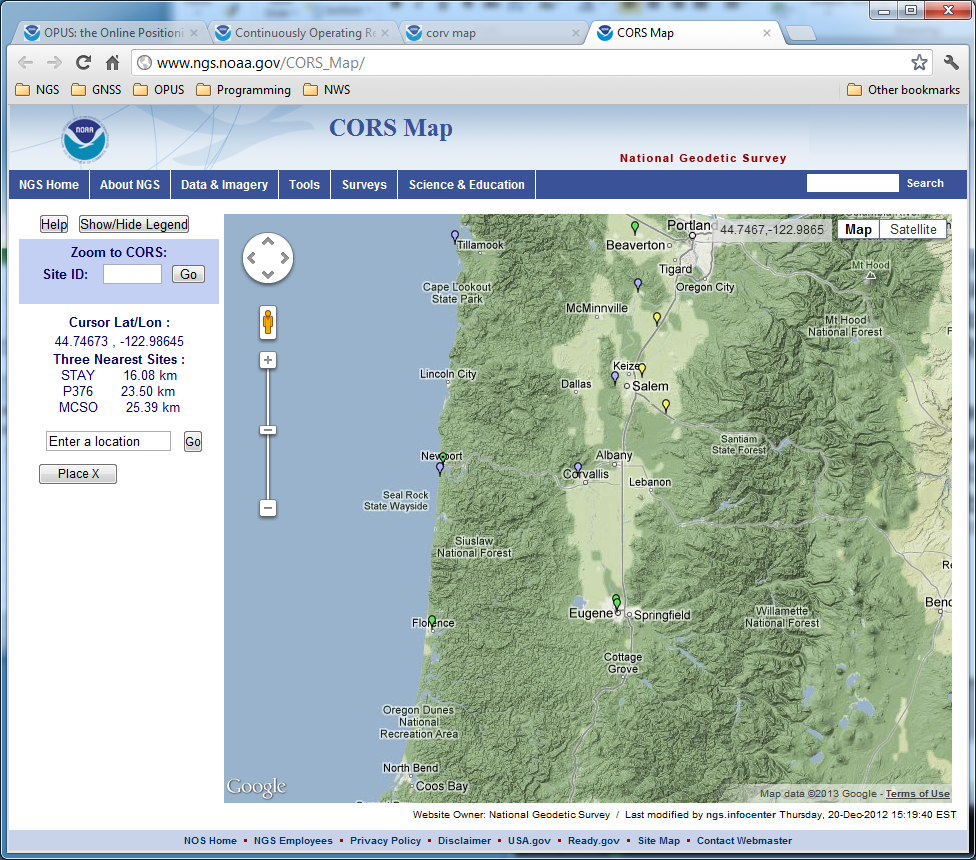 OPUS: the Online Positioni
Continuously Operating Re
corv map
CORS Map
www.ngs.noaa.gov/CORS_Map/
NGS GNSS OPUS Programming NWS Other bookmarks
NOAA
CORS Map
National Geodetic Survey
NGS Home About NGS Data & Imagery Tools Surveys Science & Education Search
Help Show/Hide Legend
Zoom to CORS:
Site ID: Go
Cursor Lat/Lon :
44.74673 , -122.98645
Three Nearest Sites :
STAY 16.08 km
P376 23.50 km
MCSO 25.39 km
Enter a location Go
Place X
Columbia River
Portland
44.7467,-122.9865
Map Satellite
Tillamook
Beaverton
Tigard
Mt Hood
Cape Lookout
State Park
Oregon City
McMinnville
Mt Hood
National Forest
Lincoln City
Dallas
Keize
Salem
Santiam
State Forest
Newport
Albany
Corvallis
Lebanon
Seal Rock
State Wayside
Siuslaw
National Forest
Eugene
Springfield
Willamette
National Forest
Bend
Florence
Cottage
Grove
Oregon Dunes
National
Recreation Area
North Bend
Coos Bay
Google
Map data ©2013 Google - Terms of Use
Website Owner: National Geodetic Survey / Last modified by ngs.infocenter Thursday, 20-Dec-2012 15:19:40 EST
NOS Home ▪ NGS Employees ▪ Privacy Policy ▪ Disclaimer ▪ USA.gov ▪ Ready.gov ▪ Site Map ▪ Contact Webmaster